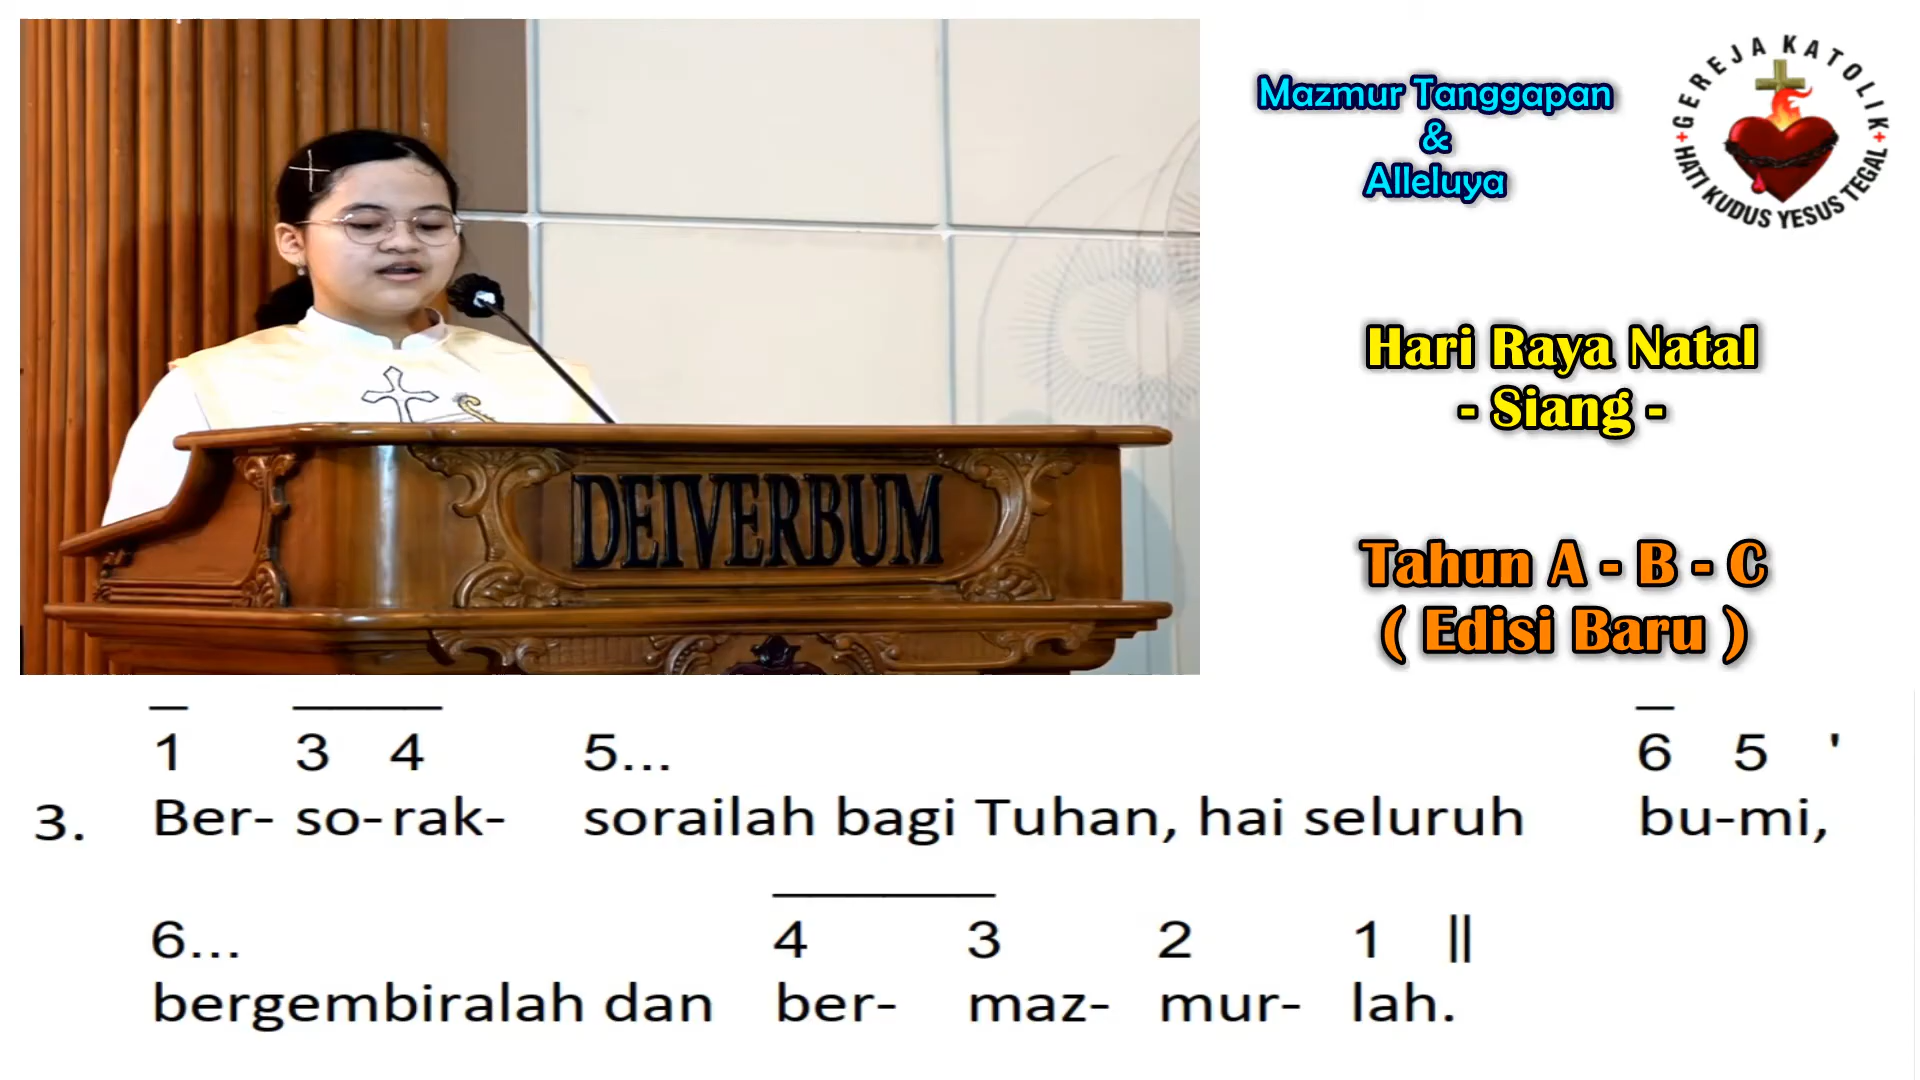 Mazmur Tanggapan
&
Alleluya
GEREJA KATOLIK
HATI KUDUS YESUS TEGAL
Hari Raya Natal
- Siang -
Tahun A - B - C
( Edisi Baru )
DEIVERBUM
1 3 4 5... 6 5 '
3. Ber- so-rak- sorailah bagi Tuhan, hai seluruh bu-mi,
6... 4 3 2 1 ||
bergembiralah dan ber- maz- mur- lah.